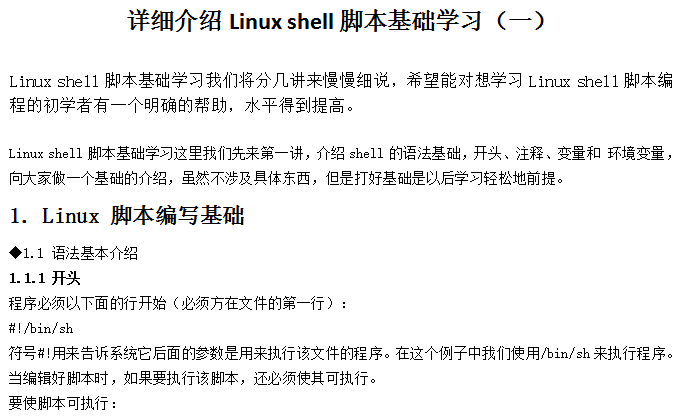 详细介绍 Linux shell 脚本基础学习（一）
Linux shell 脚本基础学习我们将分几讲来慢慢细说，希望能对想学习 Linux shell 脚本编
程的初学者有一个明确的帮助，水平得到提高。
Linux shell 脚本基础学习这里我们先来第一讲，介绍 shell 的语法基础，开头、注释、变量和 环境变量，
向大家做一个基础的介绍，虽然不涉及具体东西，但是打好基础是以后学习轻松地前提。
1. Linux 脚本编写基础
◆1.1 语法基本介绍
1.1.1 开头
程序必须以下面的行开始（必须方在文件的第一行）：
#!/bin/sh
符号#!用来告诉系统它后面的参数是用来执行该文件的程序。在这个例子中我们使用/bin/sh 来执行程序。
当编辑好脚本时，如果要执行该脚本，还必须使其可执行。
要使脚本可执行：